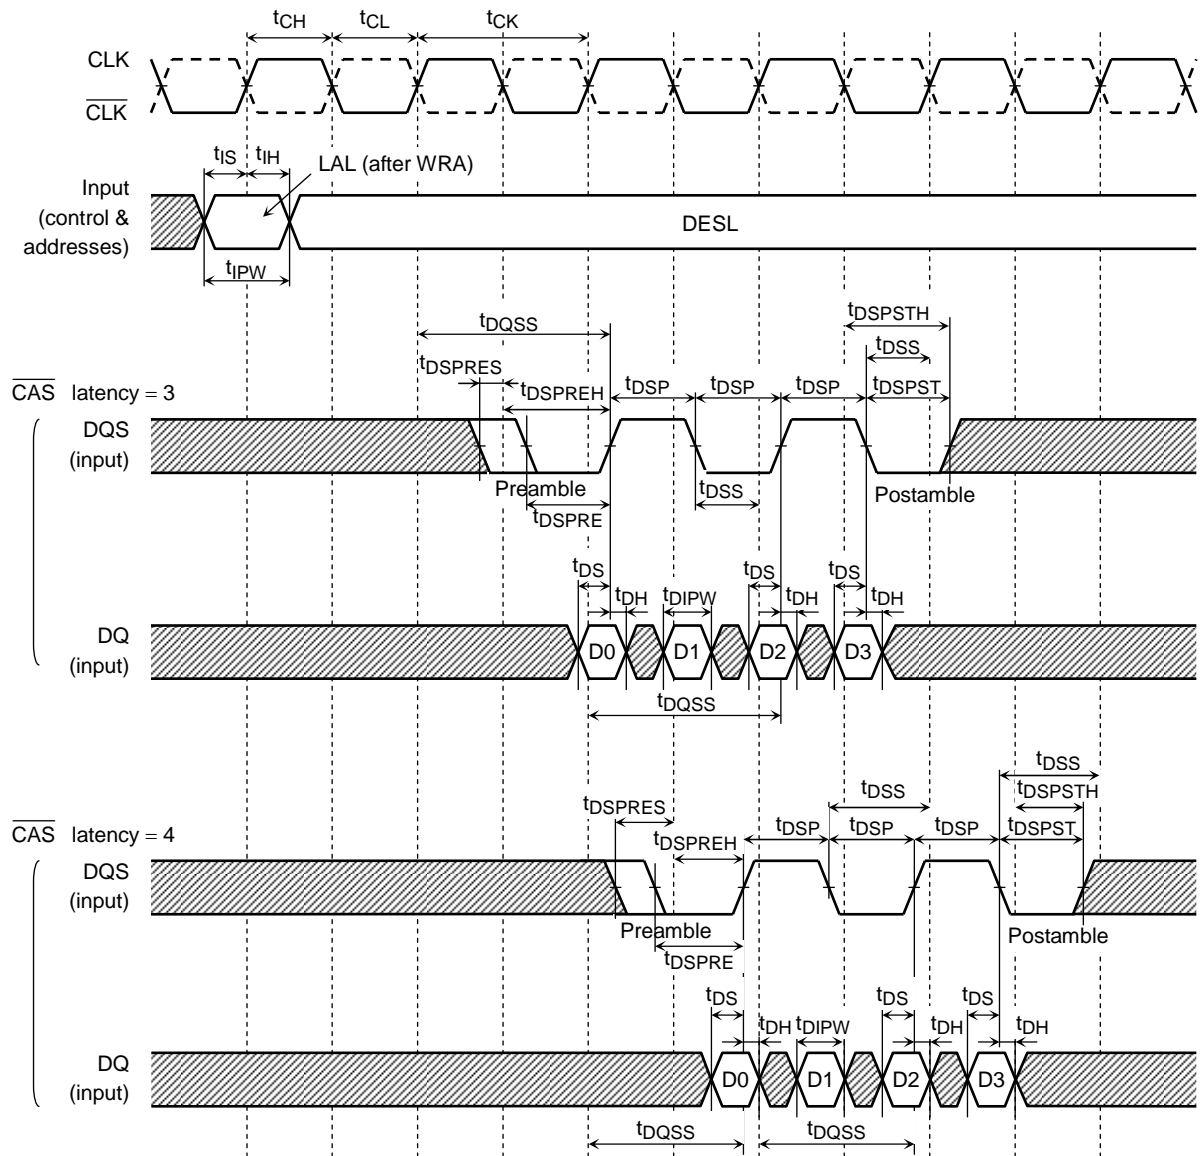 tCH tCL tCK
CLK
CLK
tIS tIH LAL (after WRA)
Input
(control &
addresses)
DESL
tIPW
tDSPSTH
tDQSS
tDSS
tDSPRES
tDSPREH tDSP tDSP tDSP tDSPST
CAS latency = 3
DQS
(input)
Preamble tDSS Postamble
tDSPRE
tDS tDS tDS
tDH tDIPW tDH tDH
DQ
(input)
D0 D1 D2 D3
tDQSS
tDSS
tDSS tDSPSTH
tDSPRES
tDSPREH tDSP tDSP tDSP tDSPST
CAS latency = 4
DQS
(input)
Preamble Postamble
tDSPRE
tDS tDS tDS
tDH tDIPW tDH tDH
DQ
(input)
D0 D1 D2 D3
tDQSS tDQSS